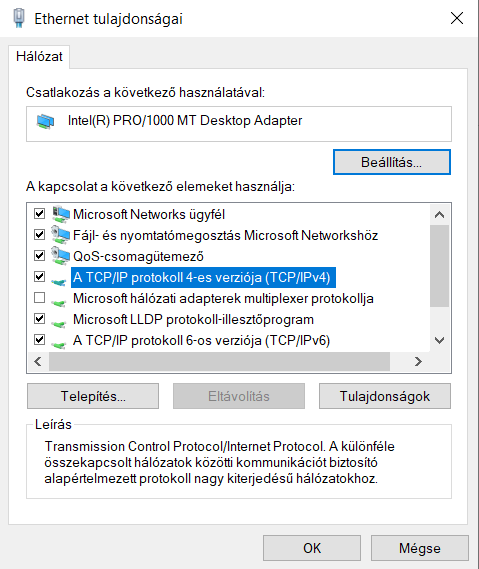 Ethernet tulajdonságai
Hálózat
Csatlakozás a következő használatával:
Intel(R) PRO/1000 MT Desktop Adapter
Beállítás...
A kapcsolat a következő elemeket használja:
Microsoft Networks ügyfél
Fájl- és nyomtatómegosztás Microsoft Networkshöz
QoS-csomagütemező
A TCP/IP protokoll 4-es verziója (TCP/IPv4)
Microsoft hálózati adapterek multiplexer protokollja
Microsoft LLDP protokoll-illesztőprogram
A TCP/IP protokoll 6-os verziója (TCP/IPv6)
Telepítés...
Eltávolítás
Tulajdonságok
Leírás
Transmission Control Protocol/Internet Protocol. A különféle
összekapcsolt hálózatok közötti kommunikációt biztosító
alapértelmezett protokoll nagy kiterjedésű hálózatokhoz.
OK
Mégse